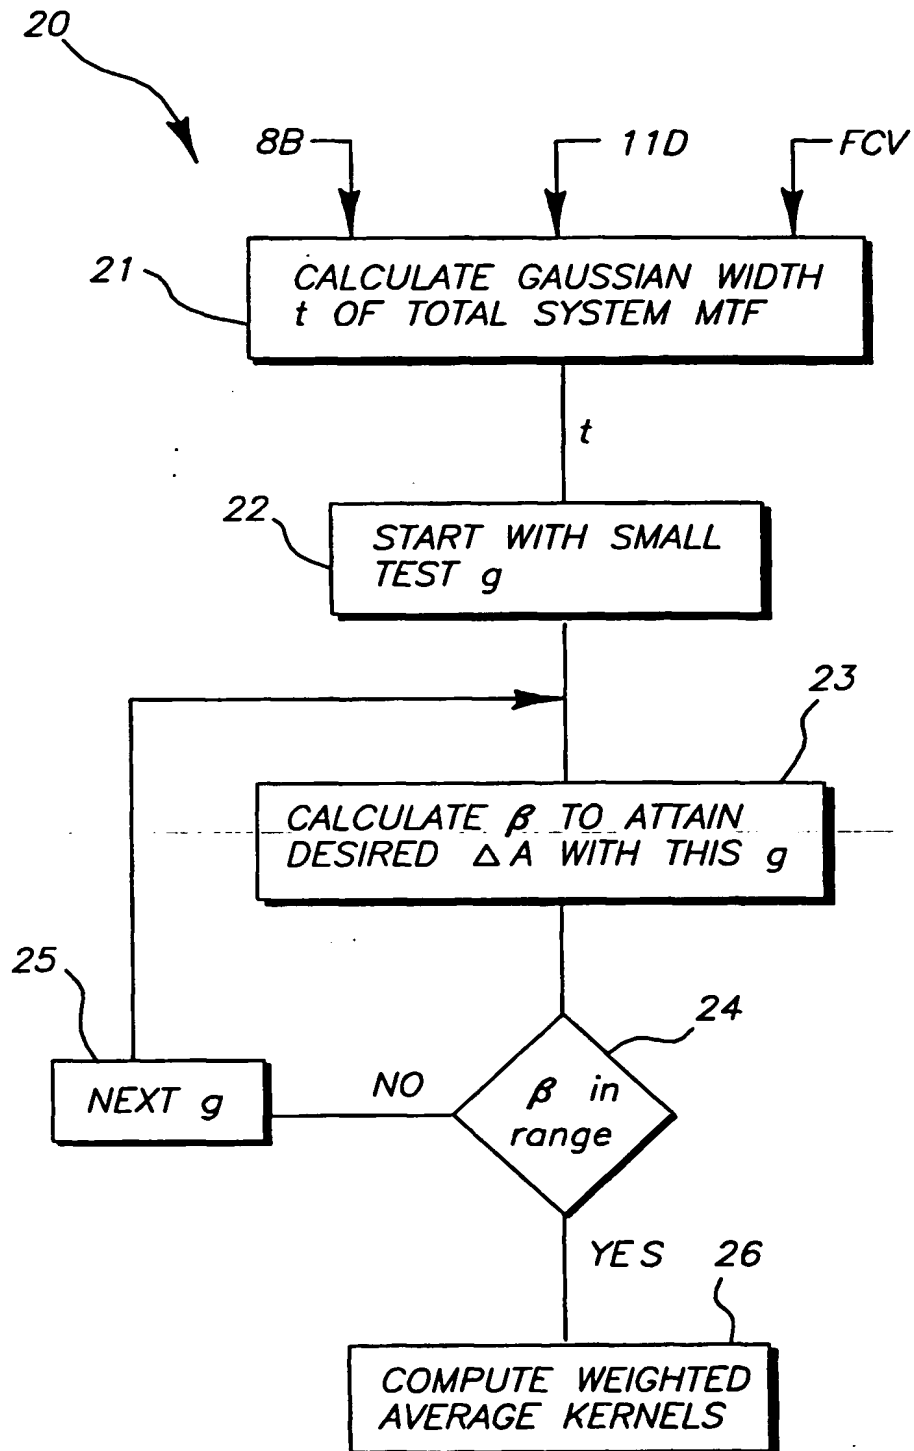 20
8B
11D
FCV
21
CALCULATE GAUSSIAN WIDTH
t OF TOTAL SYSTEM MTF
t
22
START WITH SMALL
TEST g
23
CALCULATE β TO ATTAIN
DESIRED △A WITH THIS g
25
24
NEXT g
NO
β in
range
YES
26
COMPUTE WEIGHTED
AVERAGE KERNELS